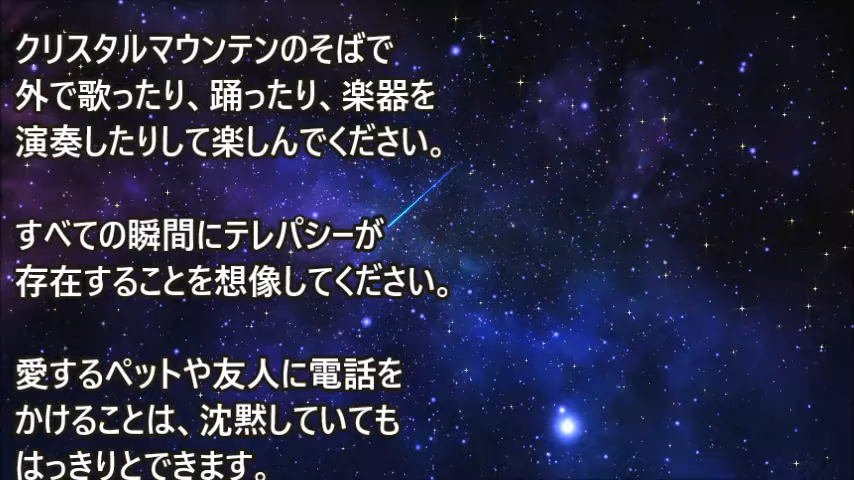 クリスタルマウンテンのそばで
外で歌ったり、踊ったり、楽器を
演奏したりして楽しんでください。
すべての瞬間にテレパシーが
存在することを想像してください。
愛するペットや友人に電話を
かけることは、沈黙していても
はっきりとできます。